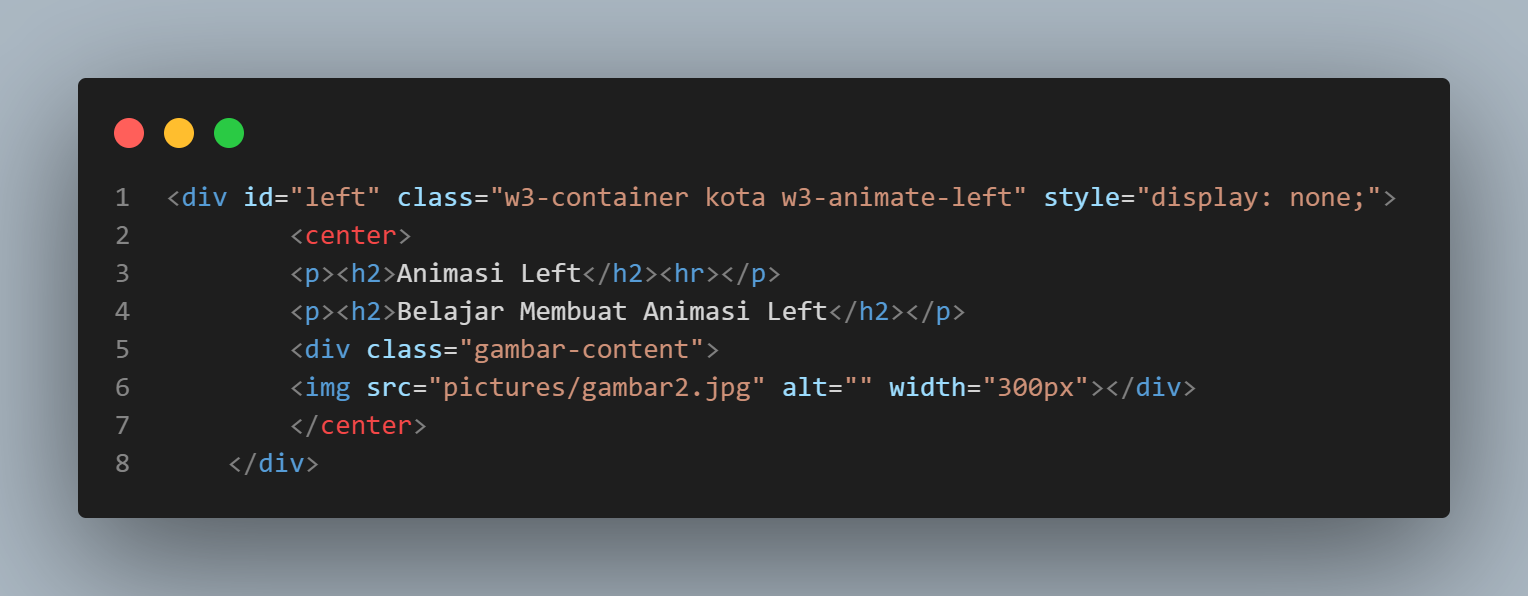 1 <div id="left" class="w3-container kota w3-animate-left" style="display: none;">
2 <center>
3 <p><h2>Animasi Left</h2><hr></p>
4 <p><h2>Belajar Membuat Animasi Left</h2></p>
5 <div class="gambar-content">
6 <img src="pictures/gambar2.jpg" alt="" width="300px"></div>
7 </center>
8 </div>